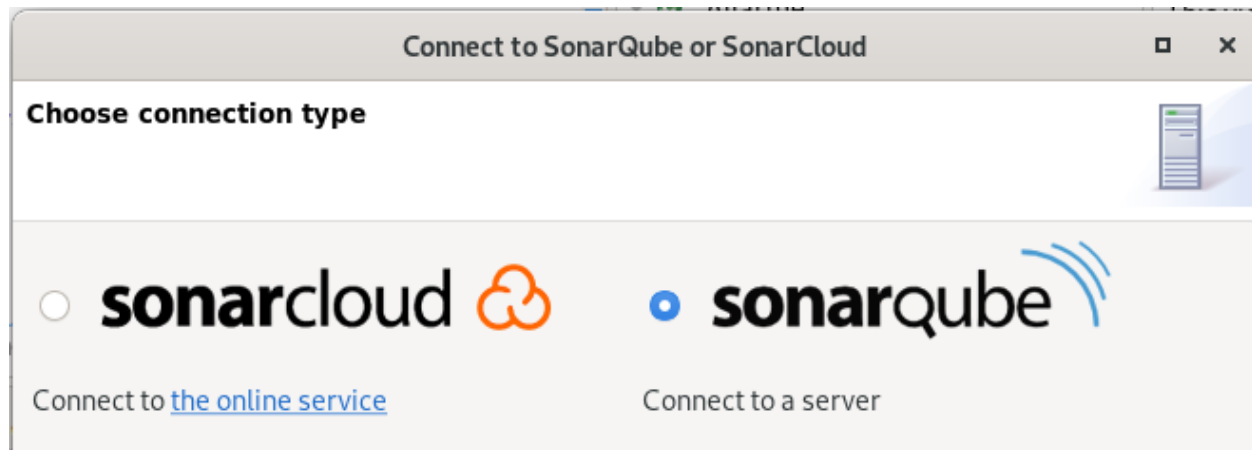 Connect to SonarQube or SonarCloud
Choose connection type
sonarcloud
sonarqube
Connect to the online service
Connect to a server